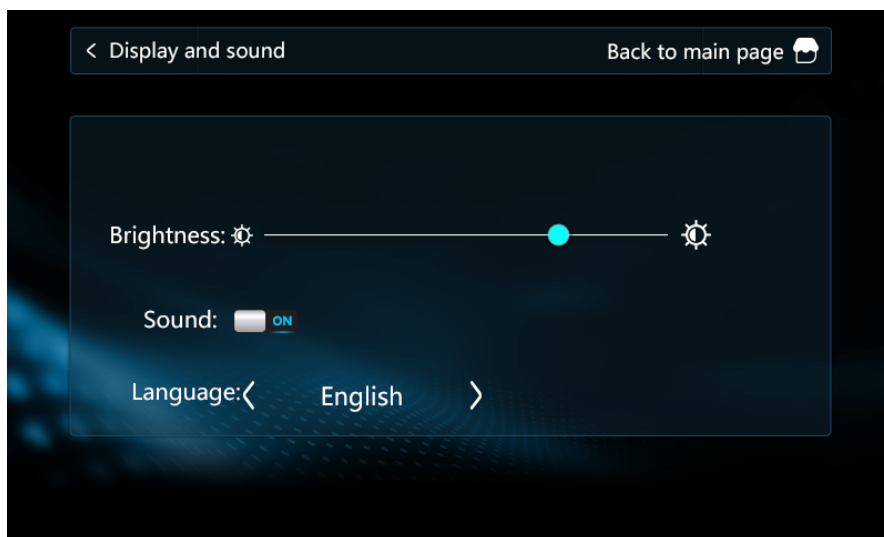 < Display and sound
Back to main page
Brightness:
Sound: ON
Language: < English >